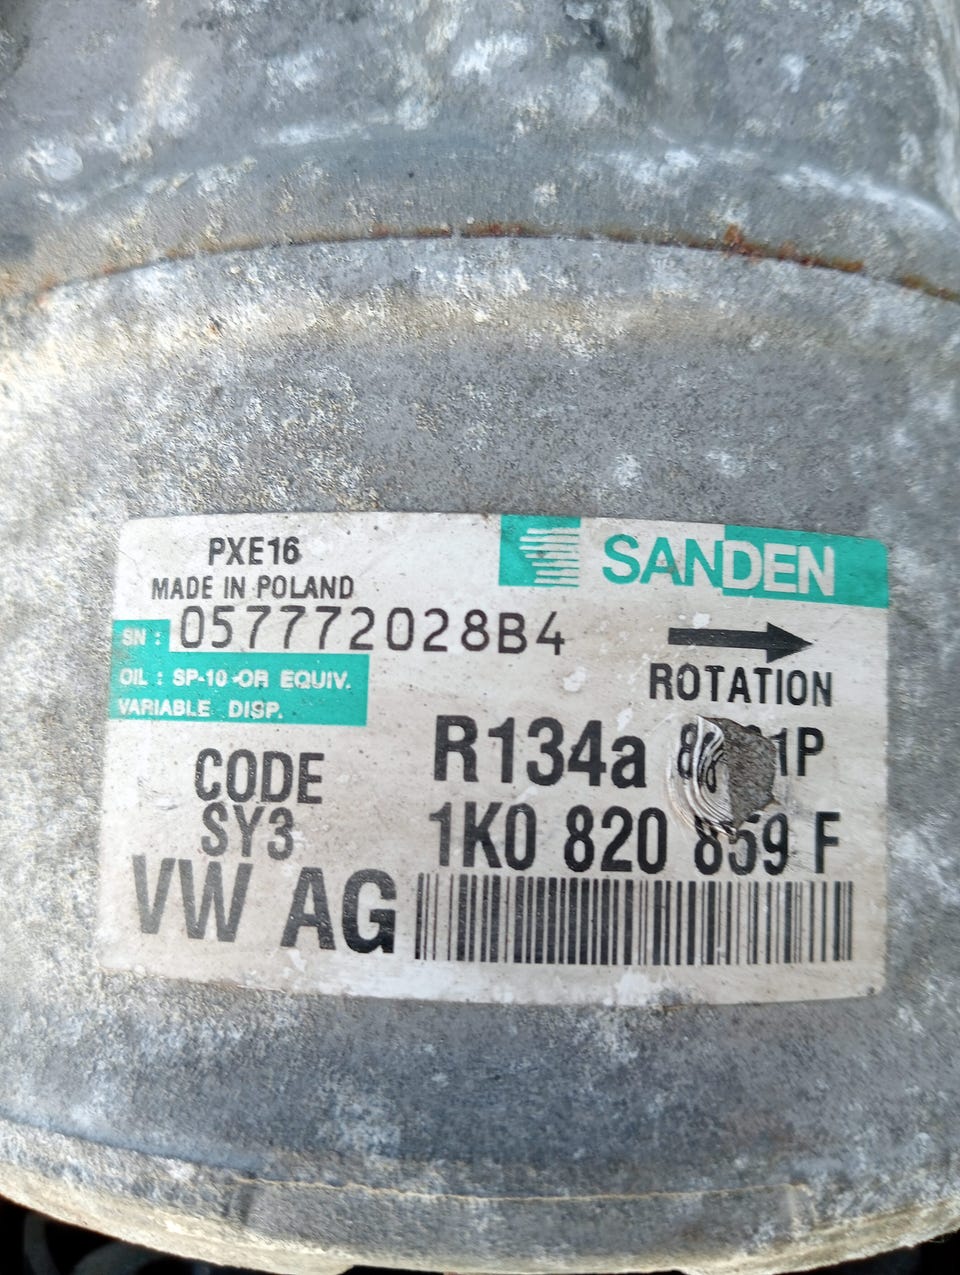 PXE16
MADE IN POLAND
SANDEN
SN : 057772028B4
ROTATION
OIL : SP-10 OR EQUIV.
VARIABLE DISP.
R134a
CODE
SY3
1K0 820 859 F
VW AG